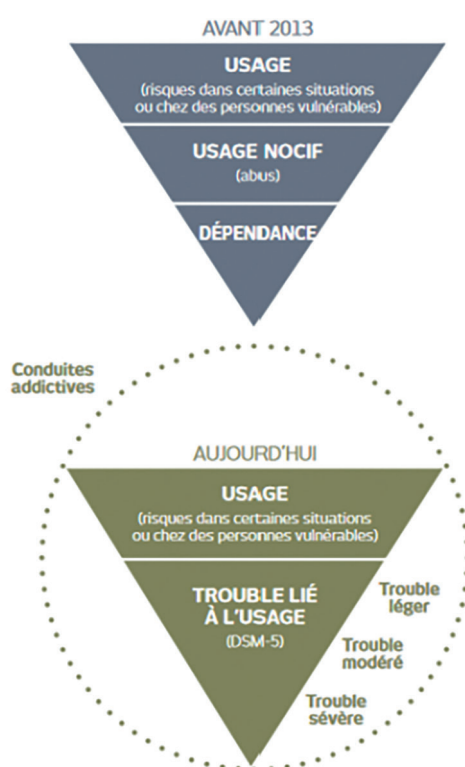 AVANT 2013
USAGE
(risques dans certaines situations
ou chez des personnes vulnérables)
USAGE NOCIF
(abus)
DÉPENDANCE
Conduites
addictives
AUJOURD'HUI
USAGE
(risques dans certaines situations
ou chez des personnes vulnérables)
TROUBLE LIÉ
À L'USAGE
(DSM-5)
Trouble
léger
Trouble
modéré
Trouble
sévère